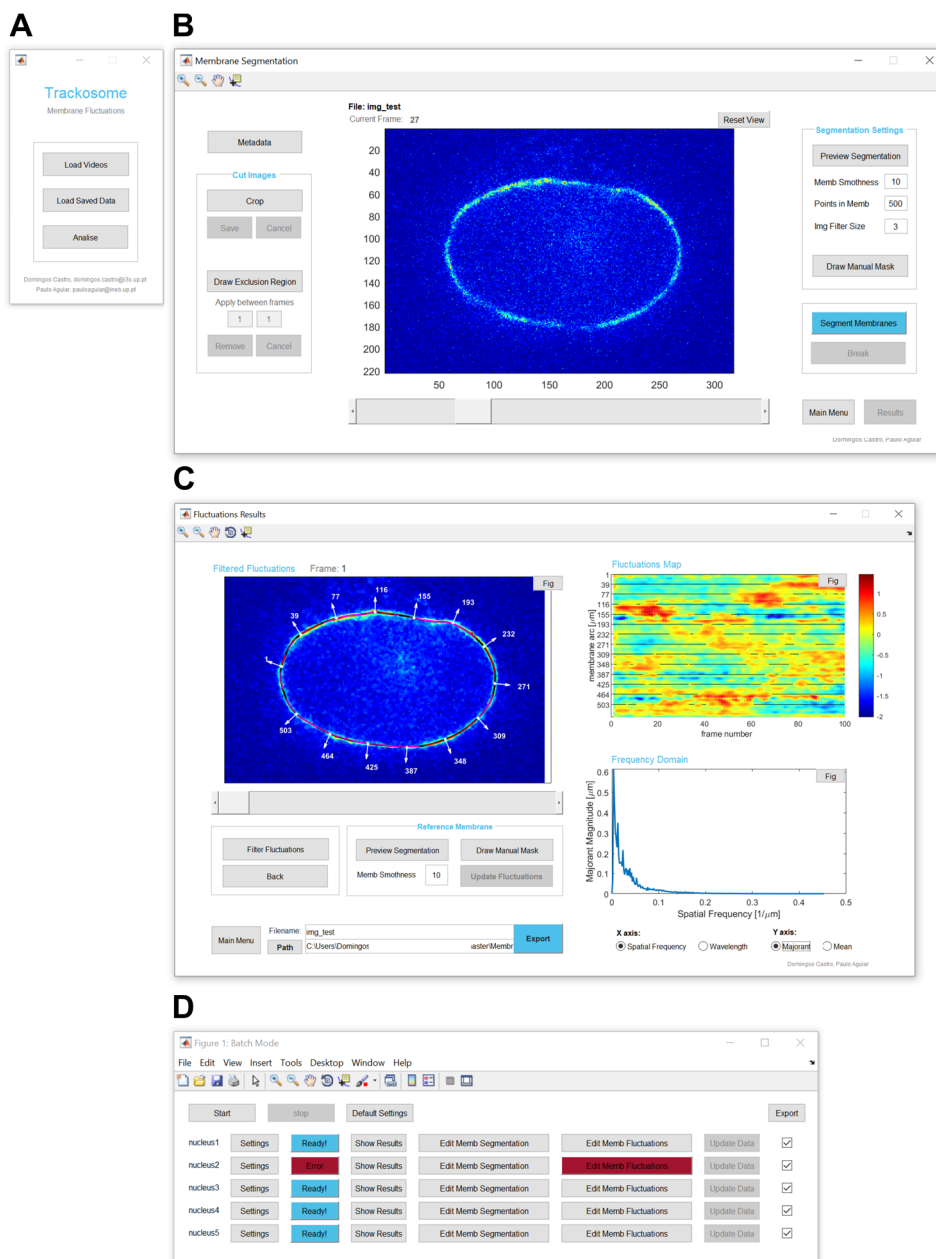 A
Trackosome
Membrane Fluctuations
Load Videos
Load Saved Data
Analise
Domingos Castro, domingos.castro@i3s.up.pt
Paulo Aguiar, pauloaguiar@ineb.up.pt
B
Membrane Segmentation
File: img_test
Current Frame: 27
Reset View
Metadata
Cut Images
Crop
Save Cancel
Draw Exclusion Region
Apply between frames
1 1
Remove Cancel
20
40
60
80
100
120
140
160
180
200
220
50 100 150 200 250 300
Segmentation Settings
Preview Segmentation
Memb Smothness 10
Points in Memb 500
Img Filter Size 3
Draw Manual Mask
Segment Membranes
Break
Main Menu Results
Domingos Castro, Paulo Aguiar
C
Fluctuations Results
Filtered Fluctuations Frame: 1
Fig
1
39
77
116
155
193
232
271
309
348
387
425
464
503
Filter Fluctuations
Back
Reference Membrane
Preview Segmentation Draw Manual Mask
Memb Smothness 10 Update Fluctuations
Main Menu
Filename: img_test
Path C:\Users\Domingos aster\Membr
Export
Fluctuations Map
Fig
membrane arc [μm]
1
39
77
116
155
193
232
271
309
348
387
425
464
503
0 20 40 60 80 100
frame number
1
0.5
0
-0.5
-1
-1.5
-2
Frequency Domain
Fig
Majorant Magnitude [μm]
0.6
0.5
0.4
0.3
0.2
0.1
0
0 0.1 0.2 0.3 0.4 0.5
Spatial Frequency [1/μm]
X axis: Y axis:
Spatial Frequency Wavelength Majorant Mean
Domingos Castro, Paulo Aguiar
D
Figure 1: Batch Mode
File Edit View Insert Tools Desktop Window Help
Start stop Default Settings Export
nucleus1 Settings Ready! Show Results Edit Memb Segmentation Edit Memb Fluctuations Update Data
nucleus2 Settings Error Show Results Edit Memb Segmentation Edit Memb Fluctuations Update Data
nucleus3 Settings Ready! Show Results Edit Memb Segmentation Edit Memb Fluctuations Update Data
nucleus4 Settings Ready! Show Results Edit Memb Segmentation Edit Memb Fluctuations Update Data
nucleus5 Settings Ready! Show Results Edit Memb Segmentation Edit Memb Fluctuations Update Data